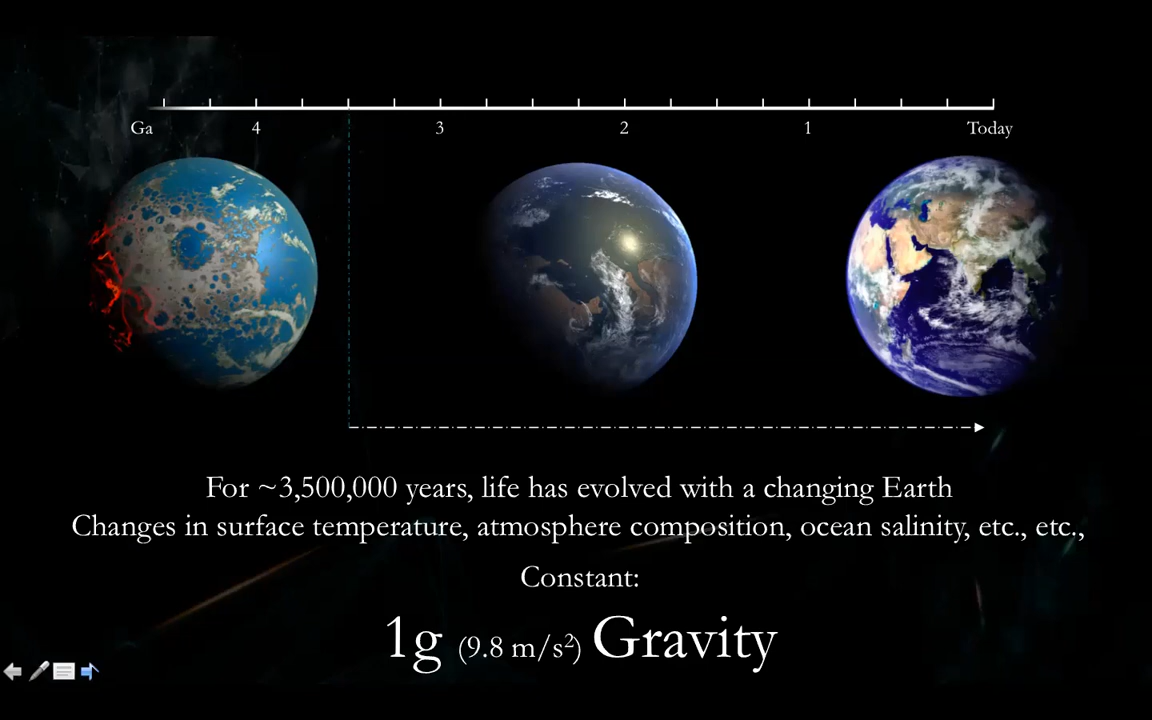 Ga 4 3 2 1 Today
For ~3,500,000 years, life has evolved with a changing Earth
Changes in surface temperature, atmosphere composition, ocean salinity, etc., etc.,
Constant:
1g (9.8 m/s²) Gravity